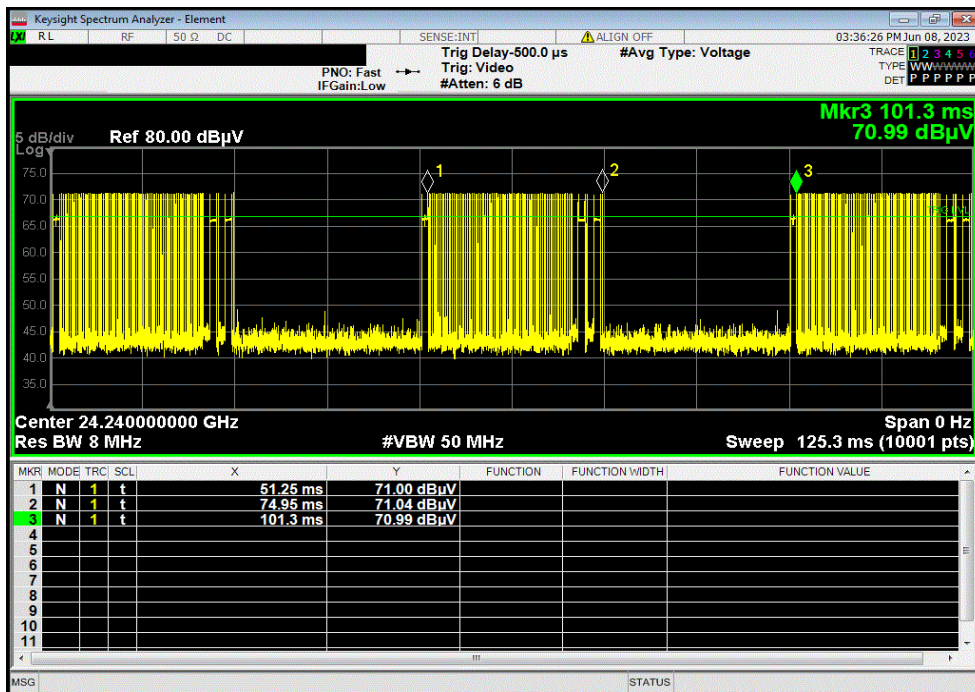 Keysight Spectrum Analyzer - Element
LXI RL RF 50 Ω DC SENSE:INT ALIGN OFF 03:36:26 PM Jun 08, 2023
Trig Delay-500.0 µs #Avg Type: Voltage TRACE 1 2 3 4 5 6
PNO: Fast Trig: Video TYPE WWWWWW
IFGain:Low #Atten: 6 dB DET P P P P P P
Mkr3 101.3 ms
5 dB/div Ref 80.00 dBµV 70.99 dBµV
Log
1 2 3
75.0
70.0
TRIG LVL
65.0
60.0
55.0
50.0
45.0
40.0
35.0
Center 24.240000000 GHz Span 0 Hz
Res BW 8 MHz #VBW 50 MHz Sweep 125.3 ms (10001 pts)
MKR MODE TRC SCL X Y FUNCTION FUNCTION WIDTH FUNCTION VALUE
1 N 1 t 51.25 ms 71.00 dBµV
2 N 1 t 74.95 ms 71.04 dBµV
3 N 1 t 101.3 ms 70.99 dBµV
4
5
6
7
8
9
10
11
MSG STATUS